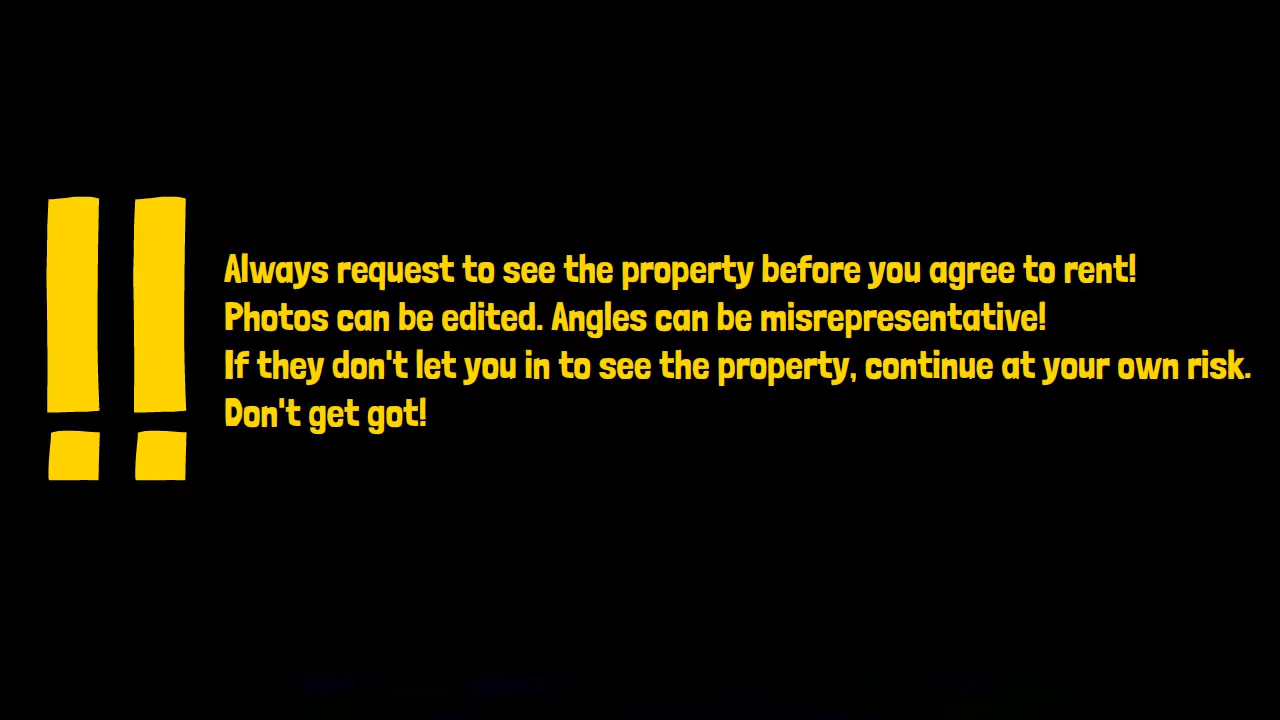 !!
Always request to see the property before you agree to rent!
Photos can be edited. Angles can be misrepresentative!
If they don't let you in to see the property, continue at your own risk.
Don't get got!